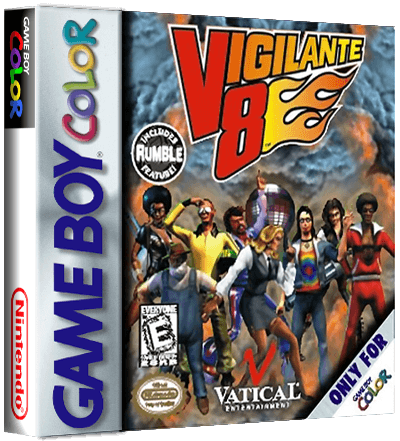 GAME BOY
COLOR
Nintendo
GAME BOY COLOR
VIGILANTE
8
INCLUDES
RUMBLE
FEATURE!
EVERYONE
E
Nintendo
VATICAL
ENTERTAINMENT
ONLY FOR
GAME BOY
COLOR